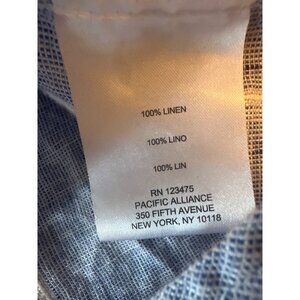 100% LINEN
100% LINO
100% LIN
RN 123475
PACIFIC ALLIANCE
350 FIFTH AVENUE
NEW YORK, NY 10118